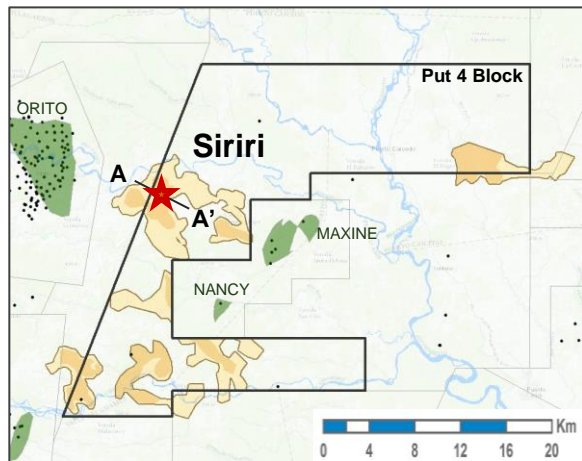 Put 4 Block
ORITO
Siriri
A
A’
MAXINE
NANCY
Km
0 4 8 12 16 20